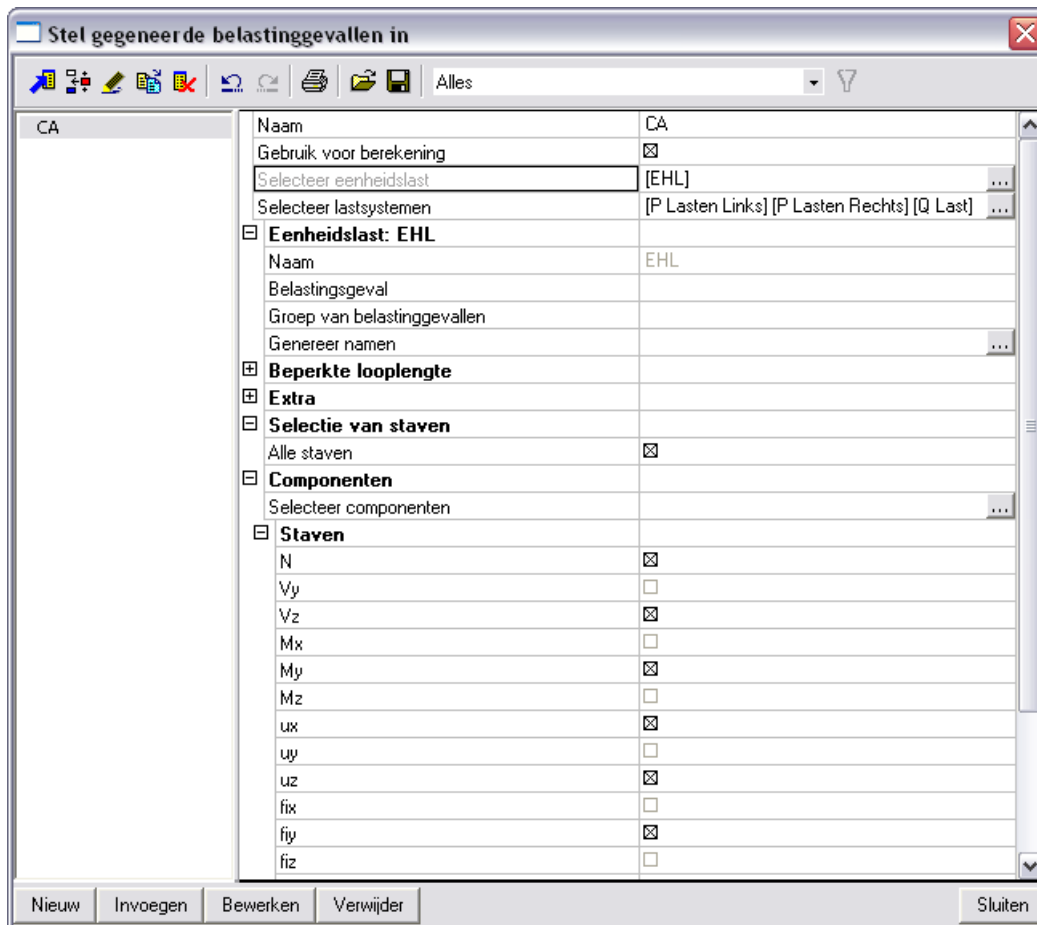 Stel gegeneerde belastinggevallen in
Alles
CA
Naam CA
Gebruik voor berekening
Selecteer eenheidslast [EHL] ...
Selecteer lastsystemen [P Lasten Links] [P Lasten Rechts] [Q Last] ...
Eenheidslast: EHL
Naam EHL
Belastingsgeval
Groep van belastinggevallen
Genereer namen ...
Beperkte looplengte
Extra
Selectie van staven
Alle staven
Componenten
Selecteer componenten ...
Staven
N
Vy
Vz
Mx
My
Mz
ux
uy
uz
fix
fiy
fiz
Nieuw Invoegen Bewerken Verwijder Sluiten